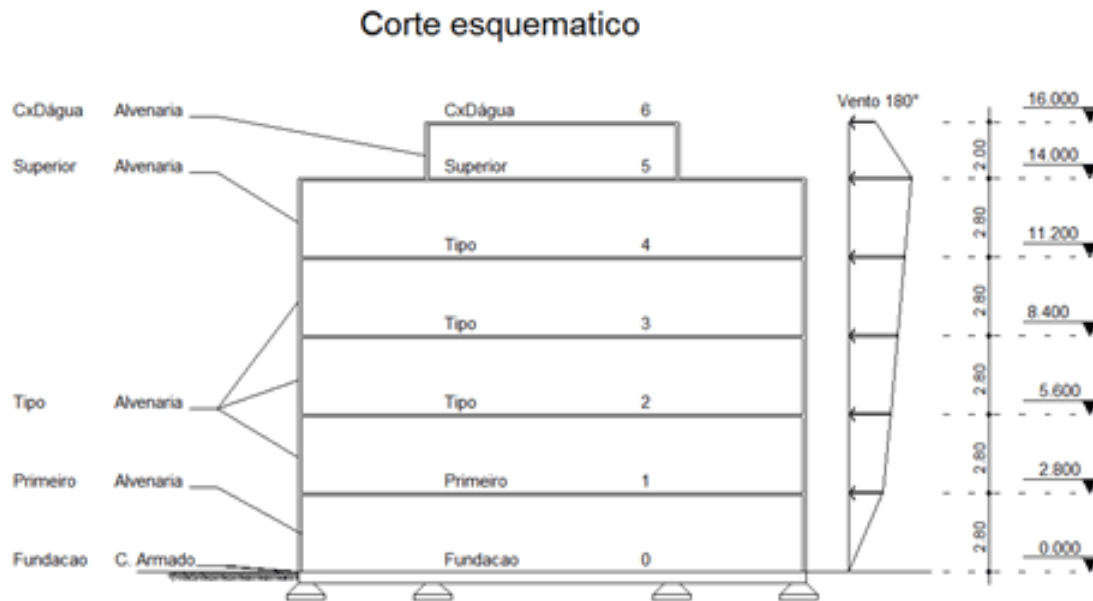 Corte esquematico
CxDágua Alvenaria CxDágua 6 Vento 180° 16.000
2.00
Superior Alvenaria Superior 5 14.000
2.80
Tipo 4 11.200
2.80
Tipo 3 8.400
2.80
Tipo Alvenaria Tipo 2 5.600
2.80
Primeiro Alvenaria Primeiro 1 2.800
2.80
Fundacao C. Armado Fundacao 0 0.000